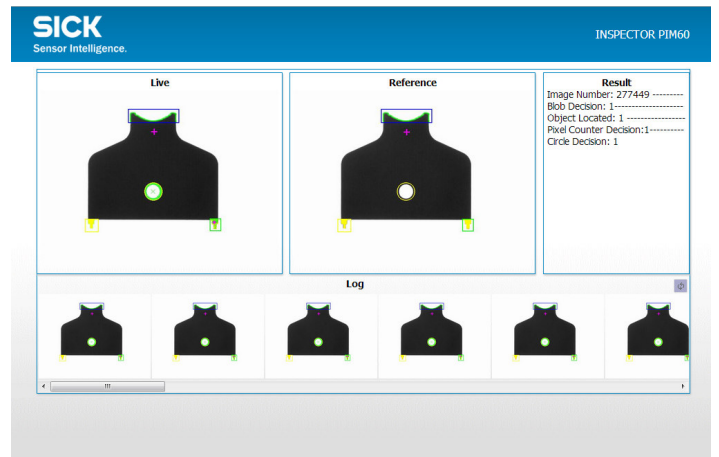 SICK
Sensor Intelligence.
INSPECTOR PIM60
Live
Reference
Result
Image Number: 277449 ---------
Blob Decision: 1--------------------
Object Located: 1 -----------------
Pixel Counter Decision:1----------
Circle Decision: 1
Log